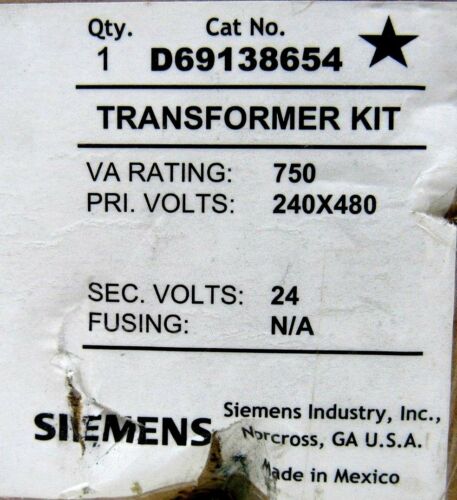 Qty. Cat No.
1 D69138654
TRANSFORMER KIT
VA RATING: 750
PRI. VOLTS: 240X480
SEC. VOLTS: 24
FUSING: N/A
SIEMENS Siemens Industry, Inc.,
Norcross, GA U.S.A.
Made in Mexico